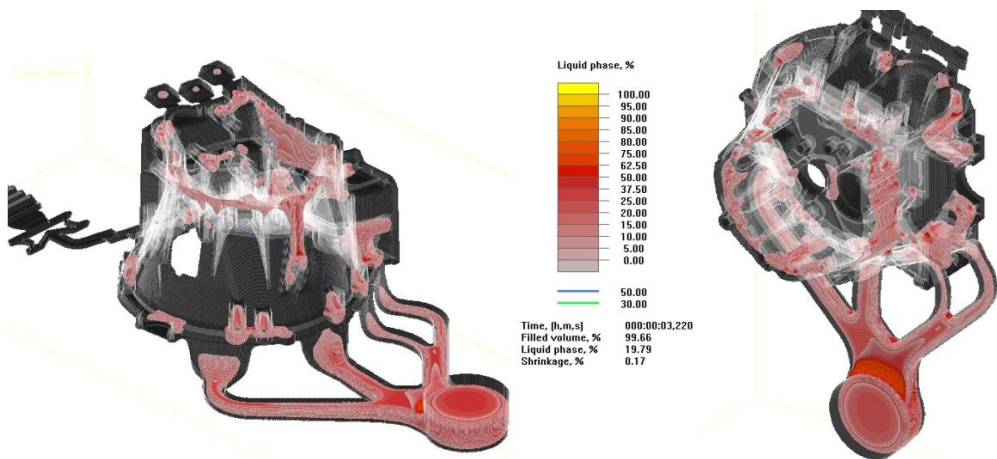 Liquid phase, %
Liquid phase, %
100.00
95.00
90.00
85.00
80.00
75.00
62.50
50.00
37.50
25.00
20.00
15.00
10.00
5.00
0.00
50.00
30.00
Time, (h,m,s) 000:00:03,220
Filled volume, % 99.66
Liquid phase, % 19.79
Shrinkage, % 0.17